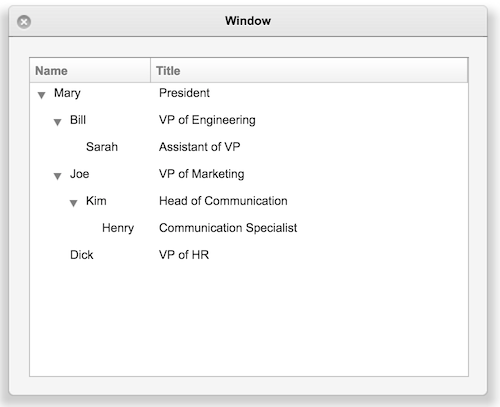 Window
Name Title
Mary President
Bill VP of Engineering
Sarah Assistant of VP
Joe VP of Marketing
Kim Head of Communication
Henry Communication Specialist
Dick VP of HR